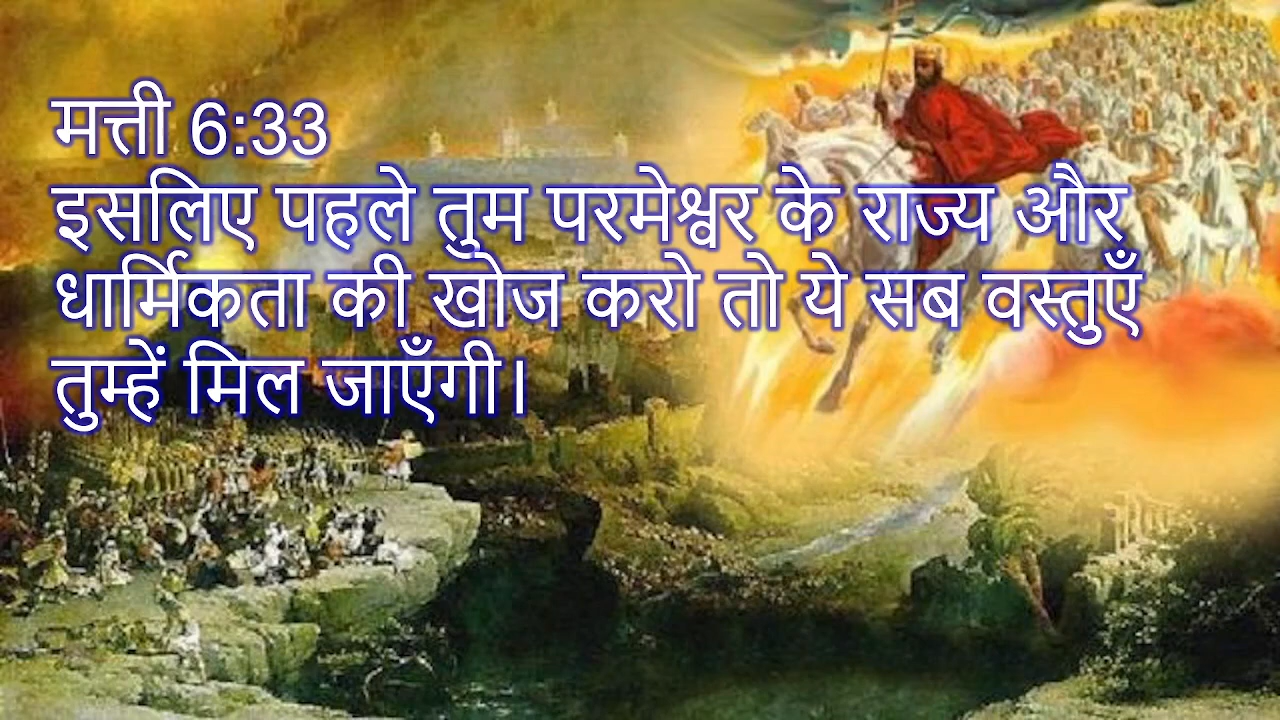 मत्ती 6:33
इसलिए पहले तुम परमेश्वर के राज्य और
धार्मिकता की खोज करो तो ये सब वस्तुएँ
तुम्हें मिल जाएँगी।